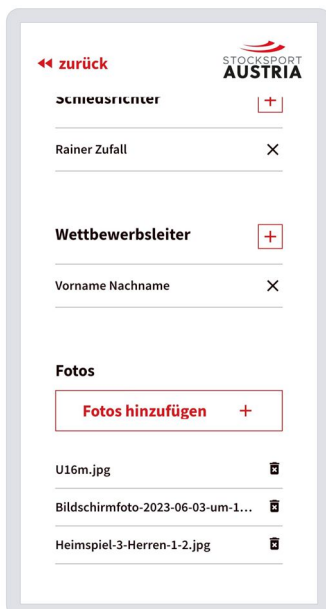 zurück
STOCKSPORT
AUSTRIA
Schiedsrichter
Rainer Zufall
Wettbewerbsleiter
Vorname Nachname
Fotos
Fotos hinzufügen +
U16m.jpg
Bildschirmfoto-2023-06-03-um-1...
Heimspiel-3-Herren-1-2.jpg